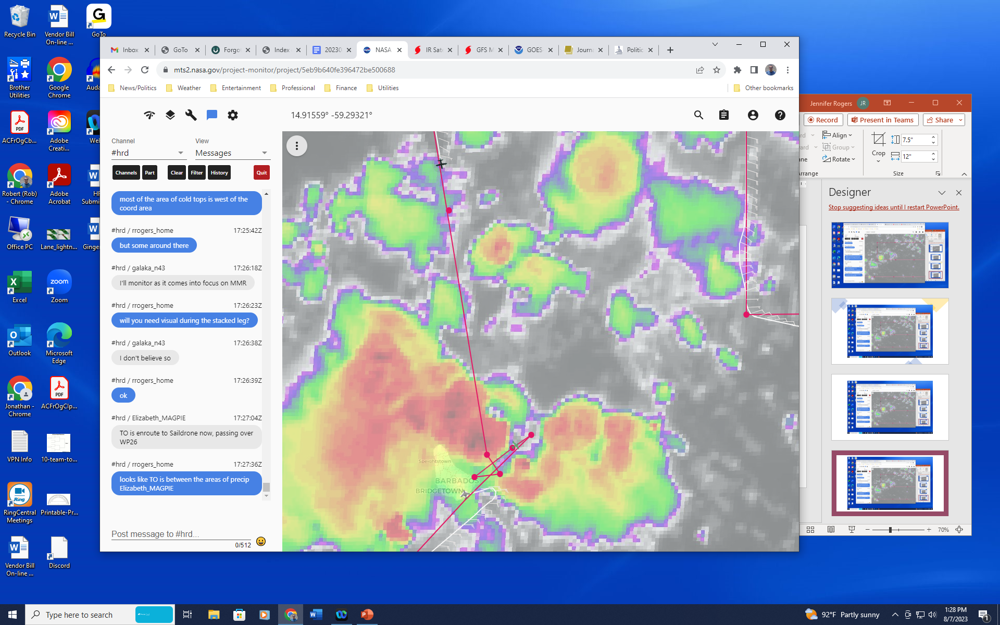 Recycle Bin
Vendor Bill
On-line ...
G
GoTo
Brother
Utilities
Google
Chrome
PDF
ACFrOgCb...
Adobe
Creati...
Robert (Rob)
- Chrome
Adobe
Acrobat
Office PC
Lane_lightn...
Excel
zoom
Zoom
Outlook
Microsoft
Edge
Jonathan -
Chrome
PDF
ACFrOgClp...
VPN Info
10-team-to...
Ring
RingCentral
Meetings
Printable-Pr...
Vendor Bill
On-line ...
Discord
Inbox
GoTo
Forgo
Index
20230
NASA
IR Sate
GFS M
GOES-
Journa
Politic
mts2.nasa.gov/project-monitor/project/5eb9b640fe396472be500688
News/Politics
Weather
Entertainment
Professional
Finance
Utilities
Other bookmarks
14.91559° -59.29321°
Channel
View
#hrd
Messages
Channels
Part
Clear
Filter
History
Quit
most of the area of cold tops is west of the
coord area
#hrd / rrogers_home 17:25:42Z
but some around there
#hrd / galaka_n43 17:26:18Z
I'll monitor as it comes into focus on MMR
#hrd / rrogers_home 17:26:23Z
will you need visual during the stacked leg?
#hrd / galaka_n43 17:26:38Z
I don't believe so
#hrd / rrogers_home 17:26:39Z
ok
#hrd / Elizabeth_MAGPIE 17:27:04Z
TO is enroute to Saildrone now, passing over
WP26
#hrd / rrogers_home 17:27:36Z
looks like TO is between the areas of precip
Elizabeth_MAGPIE
Post message to #hrd...
0/512
Speightstown
BARBADOS
BRIDGETOWN
Jennifer Rogers
JR
Record
Present in Teams
Share
Align
Group
Rotate
Crop
7.5"
12"
Size
Designer
Stop suggesting ideas until I restart PowerPoint.
70%
Type here to search
92°F Partly sunny
1:28 PM
8/7/2023
1